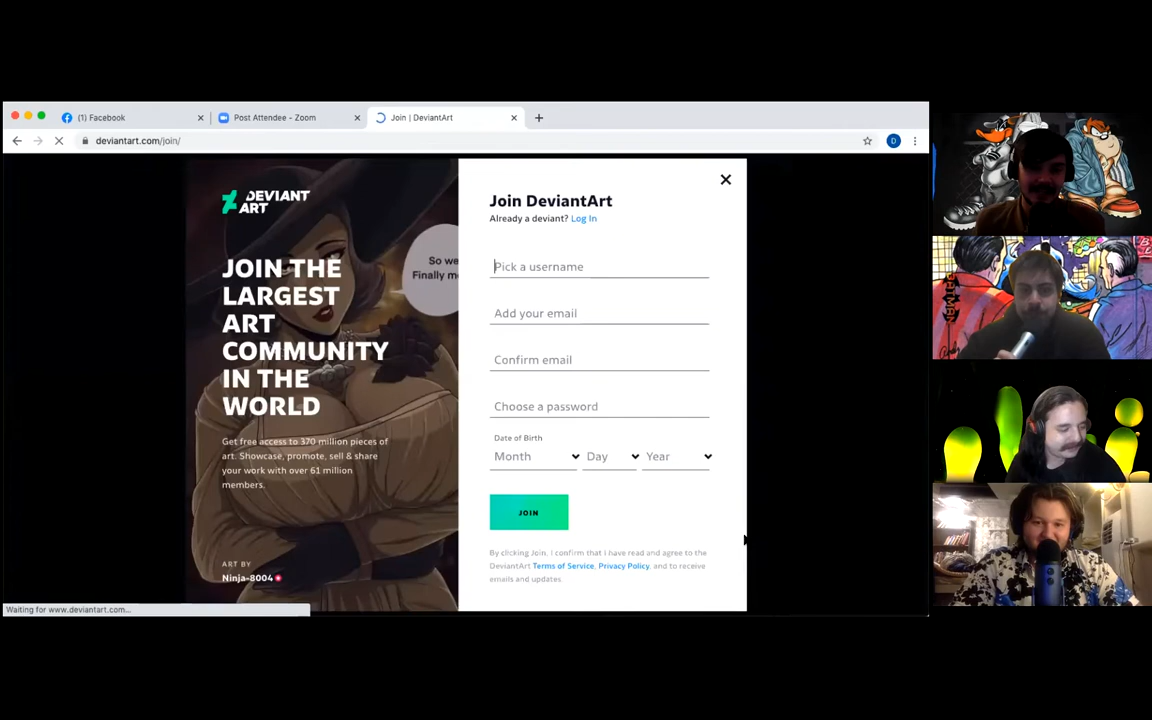 (1) Facebook
Post Attendee - Zoom
Join | DeviantArt
deviantart.com/join/
D
DEVIANT
ART
JOIN THE
LARGEST
ART
COMMUNITY
IN THE
WORLD
Get free access to 370 million pieces of
art. Showcase, promote, sell & share
your work with over 61 million
members.
ART BY
Ninja-8004
So we
Finally m
Join DeviantArt
Already a deviant? Log In
Pick a username
Add your email
Confirm email
Choose a password
Date of Birth
Month Day Year
JOIN
By clicking Join, I confirm that I have read and agree to the
DeviantArt Terms of Service, Privacy Policy, and to receive
emails and updates
Waiting for www.deviantart.com...